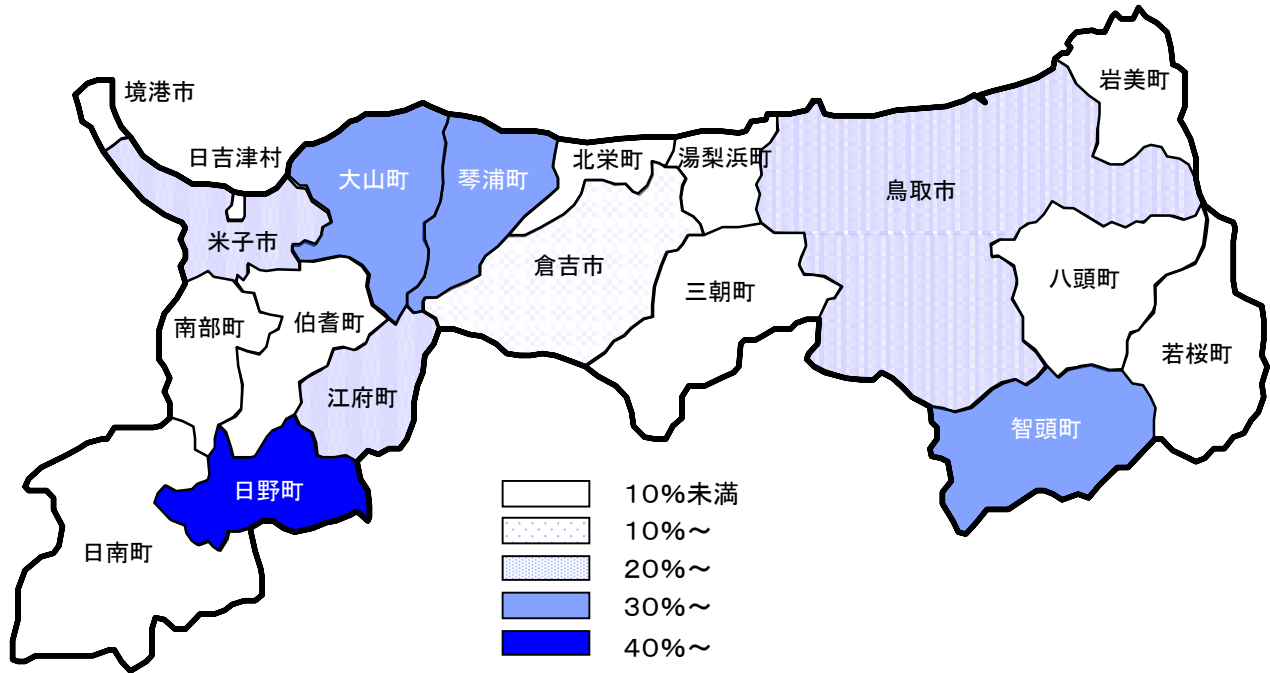 岩美町
境港市
日吉津村
北栄町
湯梨浜町
大山町
琴浦町
鳥取市
米子市
倉吉市
八頭町
三朝町
南部町
伯耆町
若桜町
江府町
智頭町
日野町
日南町
10%未満
10%～
20%～
30%～
40%～